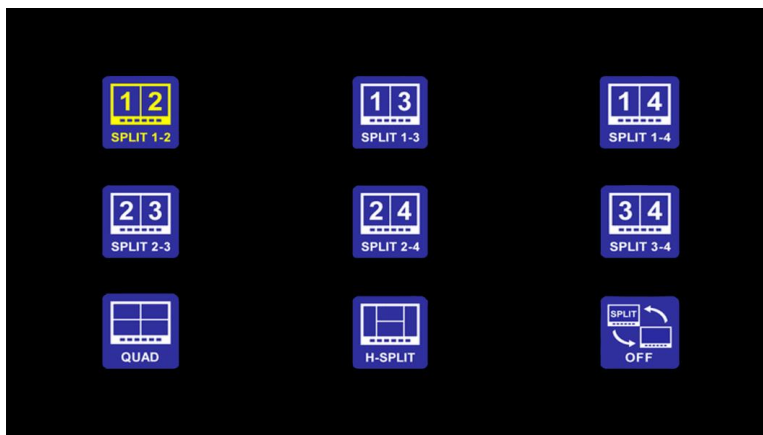 1 2
SPLIT 1-2
1 3
SPLIT 1-3
1 4
SPLIT 1-4
2 3
SPLIT 2-3
2 4
SPLIT 2-4
3 4
SPLIT 3-4
QUAD
H-SPLIT
SPLIT
OFF